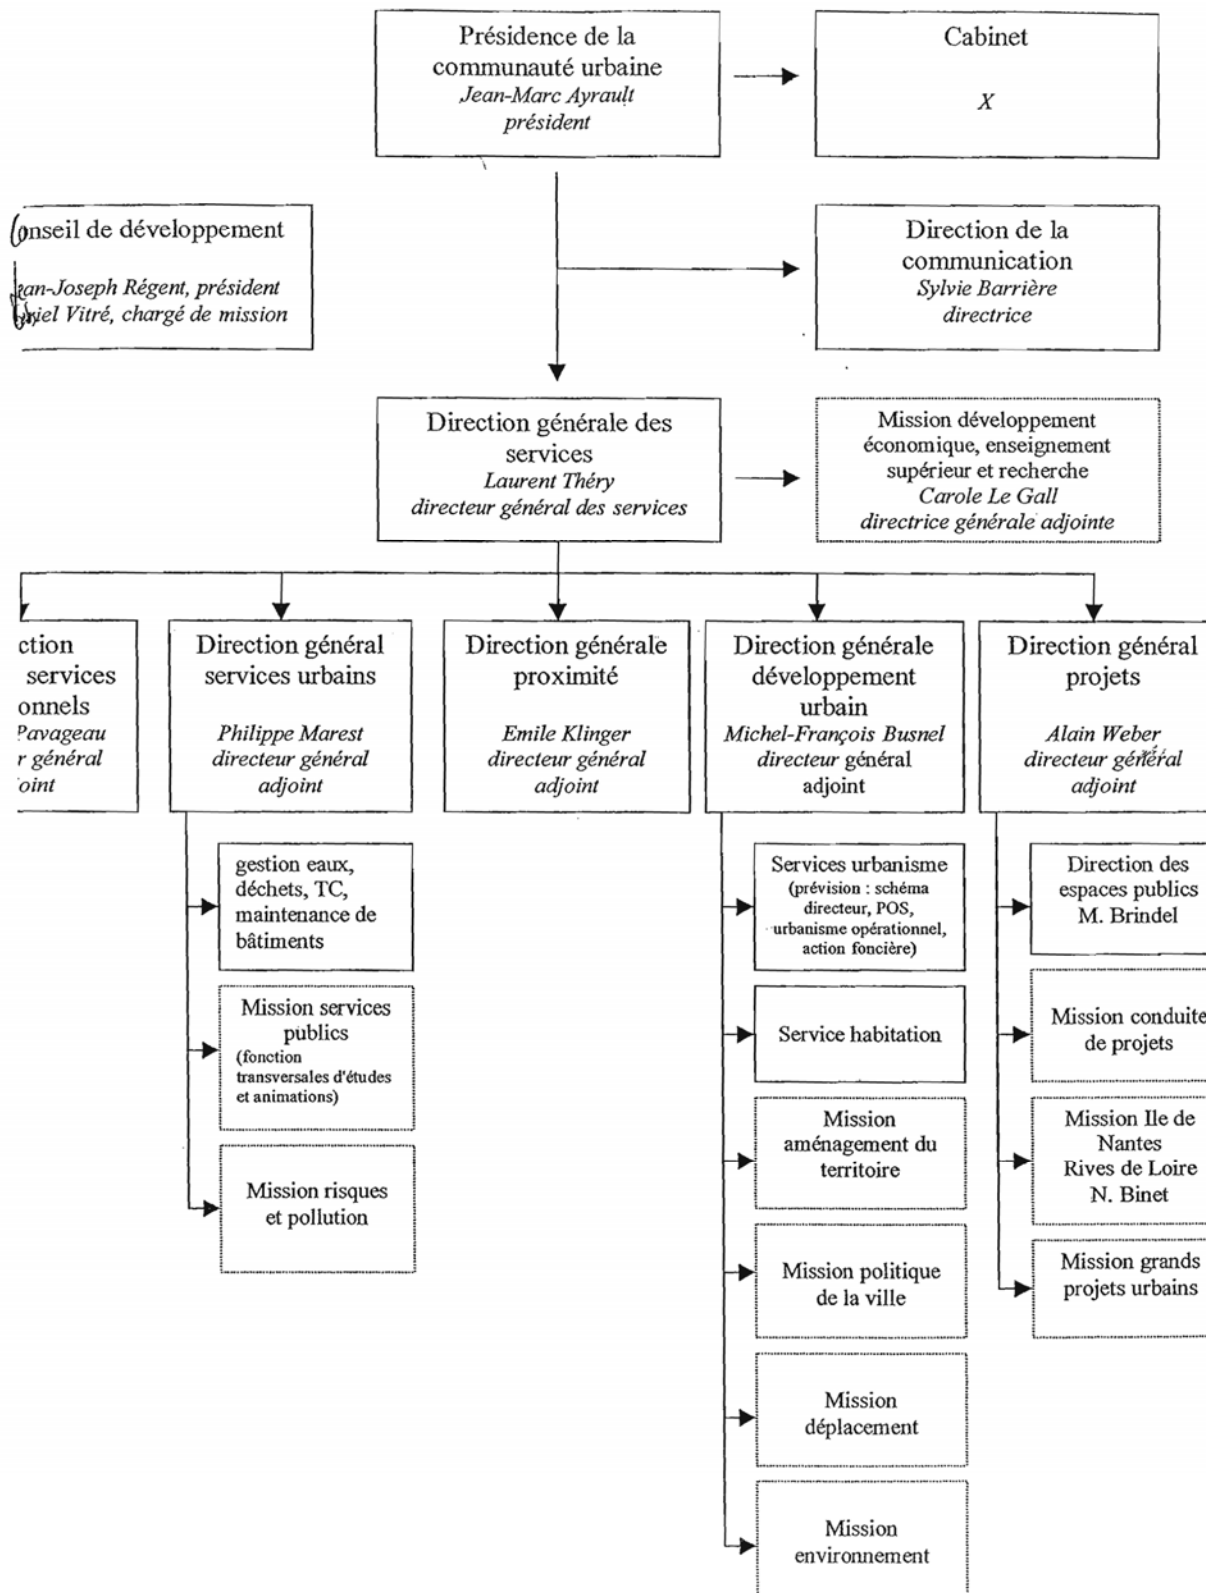 Présidence de la
communauté urbaine
Jean-Marc Ayrault
président
Cabinet
X
onseil de développement
an-Joseph Régent, président
iel Vitré, chargé de mission
Direction de la
communication
Sylvie Barrière
directrice
Direction générale des
services
Laurent Théry
directeur général des services
Mission développement
économique, enseignement
supérieur et recherche
Carole Le Gall
directrice générale adjointe
ction
services
onnels
Pavageau
r général
oint
Direction général
services urbains
Philippe Marest
directeur général
adjoint
Direction générale
proximité
Emile Klinger
directeur général
adjoint
Direction générale
développement
urbain
Michel-François Busnel
directeur général
adjoint
Direction général
projets
Alain Weber
directeur général
adjoint
gestion eaux,
déchets, TC,
maintenance de
bâtiments
Mission services
publics
(fonction
transversales d'études
et animations)
Mission risques
et pollution
Services urbanisme
(prévision : schéma
directeur, POS,
urbanisme opérationnel,
action foncière)
Service habitation
Mission
aménagement du
territoire
Mission politique
de la ville
Mission
déplacement
Mission
environnement
Direction des
espaces publics
M. Brindel
Mission conduite
de projets
Mission Ile de
Nantes
Rives de Loire
N. Binet
Mission grands
projets urbains